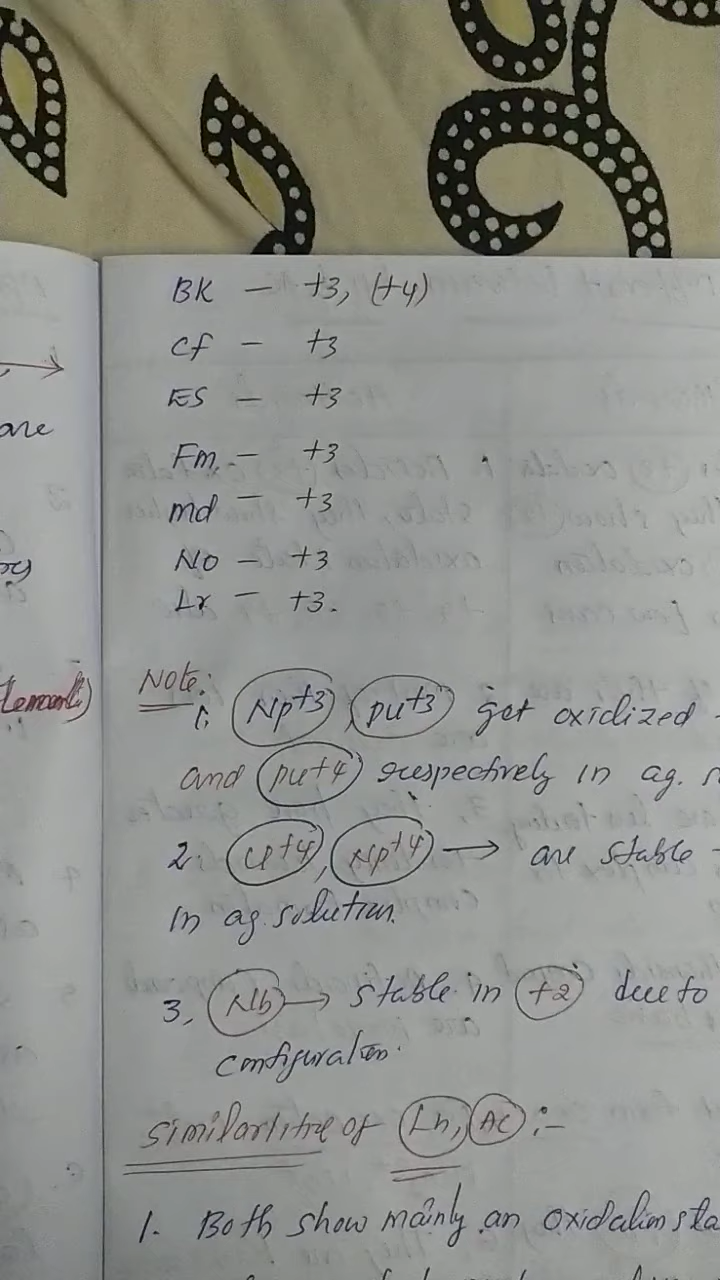 are
Bk - +3, (+4)
cf - +3
ES - +3
Fm - +3
md - +3
No - +3
Lr - +3.
Note:
1; Np+3, pu+3 get oxidized
and pu+4 respectively in aq. s
2. U+4, Np+4 → are stable
in aq. solution.
3, Nb → stable in +2 due to
configuration.
similartitre of Ln, Ac :-
1. Both show mainly an oxidation sta